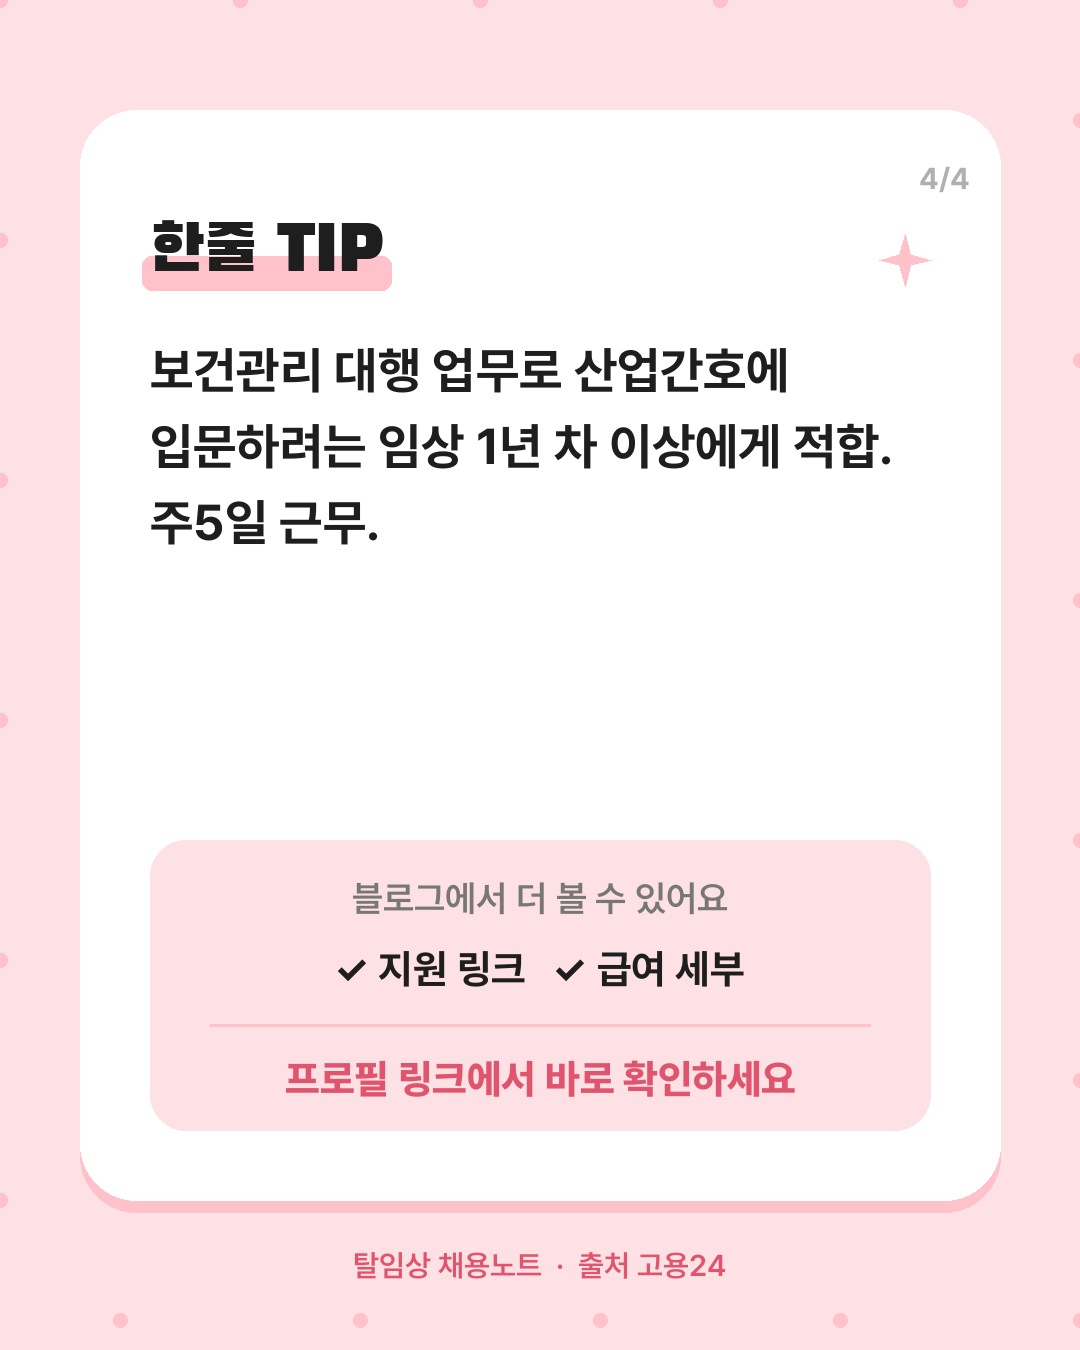 4/4
한줄 TIP
보건관리 대행 업무로 산업간호에
입문하려는 임상 1년 차 이상에게 적합.
주5일 근무.
블로그에서 더 볼 수 있어요
✓ 지원 링크 ✓ 급여 세부
프로필 링크에서 바로 확인하세요
탈임상 채용노트 · 출처 고용24